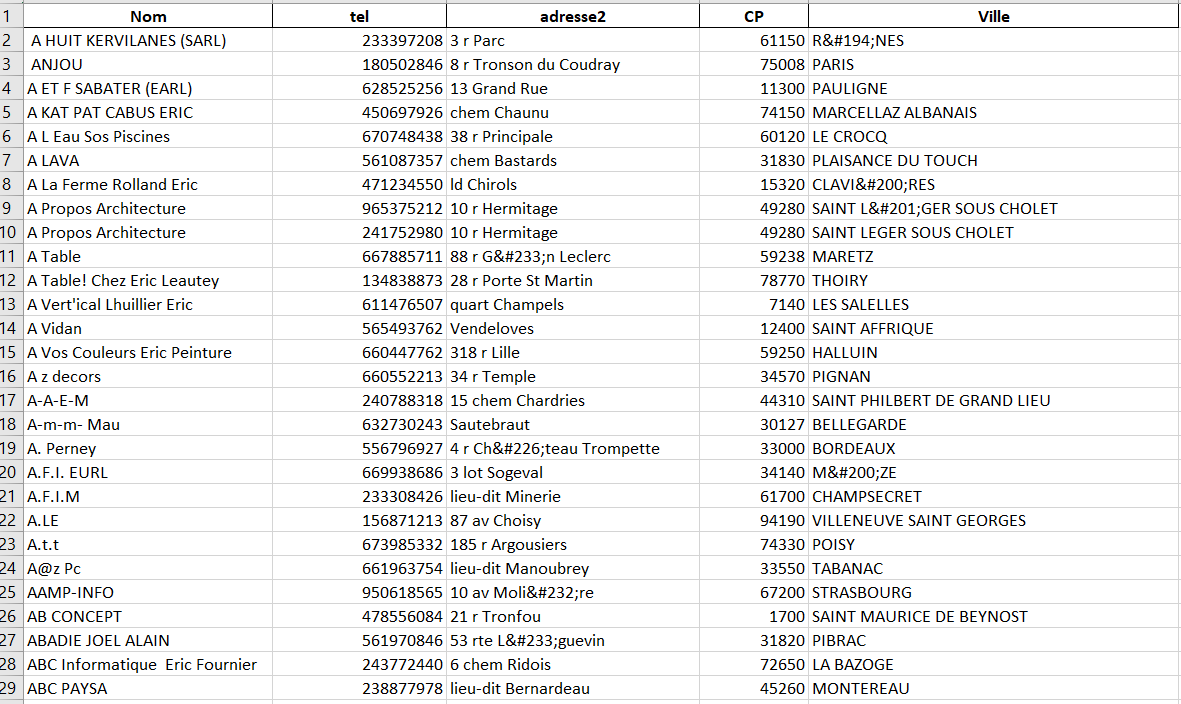 1 Nom tel adresse2 CP Ville
2 A HUIT KERVILANES (SARL) 233397208 3 r Parc 61150 R&#194;NES
3 ANJOU 180502846 8 r Tronson du Coudray 75008 PARIS
4 A ET F SABATER (EARL) 628525256 13 Grand Rue 11300 PAULIGNE
5 A KAT PAT CABUS ERIC 450697926 chem Chaunu 74150 MARCELLAZ ALBANAIS
6 A L Eau Sos Piscines 670748438 38 r Principale 60120 LE CROCQ
7 A LAVA 561087357 chem Bastards 31830 PLAISANCE DU TOUCH
8 A La Ferme Rolland Eric 471234550 ld Chirols 15320 CLAVI&#200;RES
9 A Propos Architecture 965375212 10 r Hermitage 49280 SAINT L&#201;GER SOUS CHOLET
10 A Propos Architecture 241752980 10 r Hermitage 49280 SAINT LEGER SOUS CHOLET
11 A Table 667885711 88 r G&#233;n Leclerc 59238 MARETZ
12 A Table! Chez Eric Leautey 134838873 28 r Porte St Martin 78770 THOIRY
13 A Vert'ical Lhuillier Eric 611476507 quart Champels 7140 LES SALELLES
14 A Vidan 565493762 Vendeloves 12400 SAINT AFFRIQUE
15 A Vos Couleurs Eric Peinture 660447762 318 r Lille 59250 HALLUIN
16 A z decors 660552213 34 r Temple 34570 PIGNAN
17 A-A-E-M 240788318 15 chem Chardries 44310 SAINT PHILBERT DE GRAND LIEU
18 A-m-m- Mau 632730243 Sautebraut 30127 BELLEGARDE
19 A. Perney 556796927 4 r Ch&#226;teau Trompette 33000 BORDEAUX
20 A.F.I. EURL 669938686 3 lot Sogeval 34140 M&#200;ZE
21 A.F.I.M 233308426 lieu-dit Minerie 61700 CHAMPSECRET
22 A.LE 156871213 87 av Choisy 94190 VILLENEUVE SAINT GEORGES
23 A.t.t 673985332 185 r Argousiers 74330 POISY
24 A@z Pc 661963754 lieu-dit Manoubrey 33550 TABANAC
25 AAMP-INFO 950618565 10 av Moli&#232;re 67200 STRASBOURG
26 AB CONCEPT 478556084 21 r Tronfou 1700 SAINT MAURICE DE BEYNOST
27 ABADIE JOEL ALAIN 561970846 53 rte L&#233;guevin 31820 PIBRAC
28 ABC Informatique  Eric Fournier 243772440 6 chem Ridois 72650 LA BAZOGE
29 ABC PAYSA 238877978 lieu-dit Bernardeau 45260 MONTEREAU